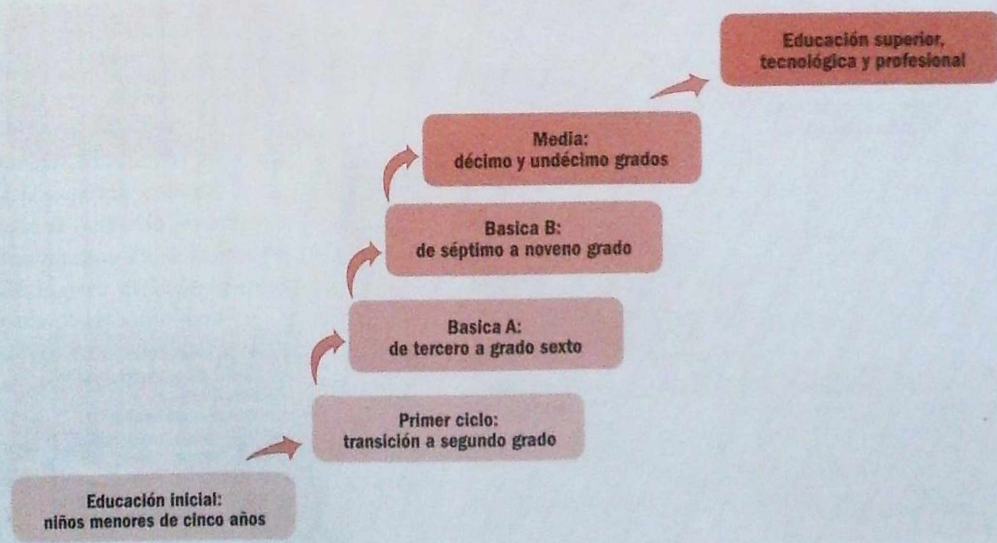 Educación superior,
tecnológica y profesional
Media:
décimo y undécimo grados
Basica B:
de séptimo a noveno grado
Basica A:
de tercero a grado sexto
Primer ciclo:
transición a segundo grado
Educación inicial:
niños menores de cinco años